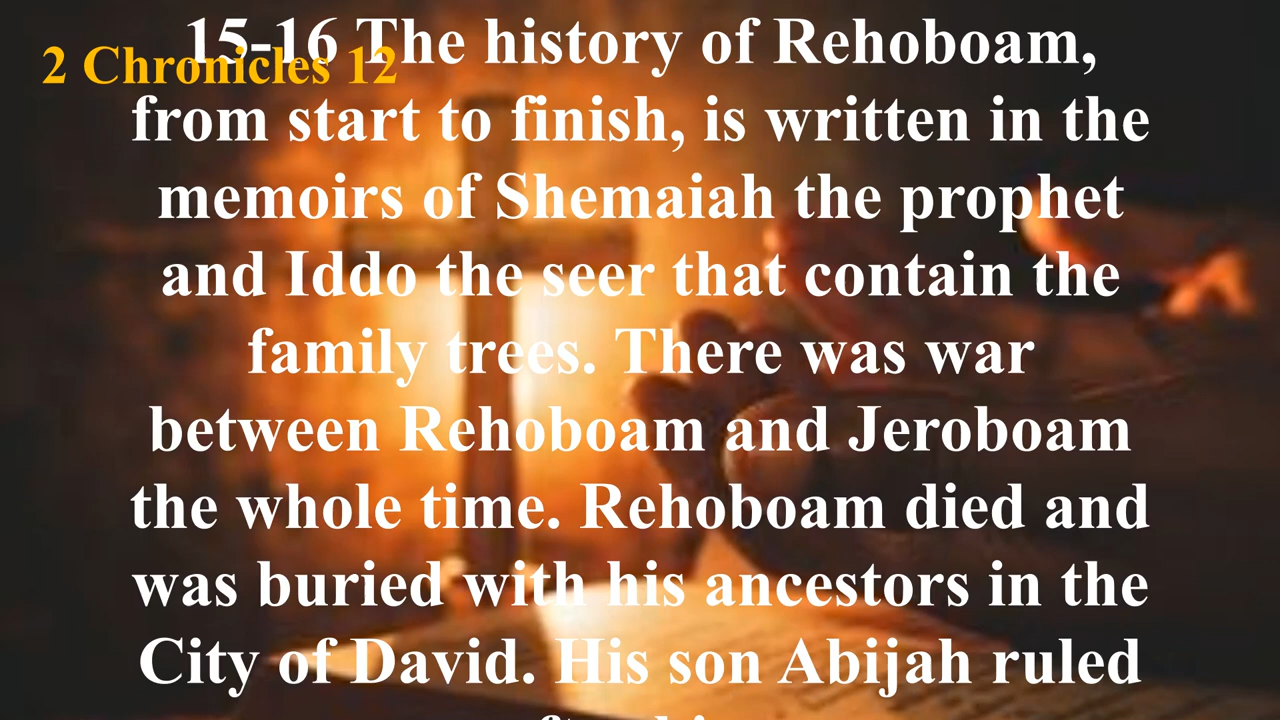 2 Chronicles 12
15-16 The history of Rehoboam,
from start to finish, is written in the
memoirs of Shemaiah the prophet
and Iddo the seer that contain the
family trees. There was war
between Rehoboam and Jeroboam
the whole time. Rehoboam died and
was buried with his ancestors in the
City of David. His son Abijah ruled